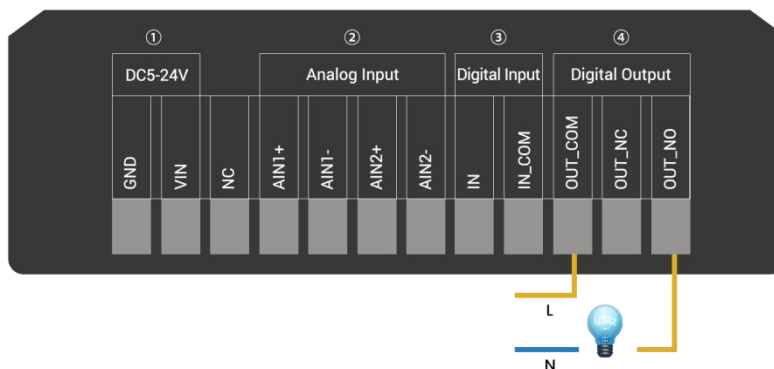 ① ② ③ ④
DC5-24V Analog Input Digital Input Digital Output
GND VIN NC AIN1+ AIN1- AIN2+ AIN2- IN IN_COM OUT_COM OUT_NC OUT_NO
L
N